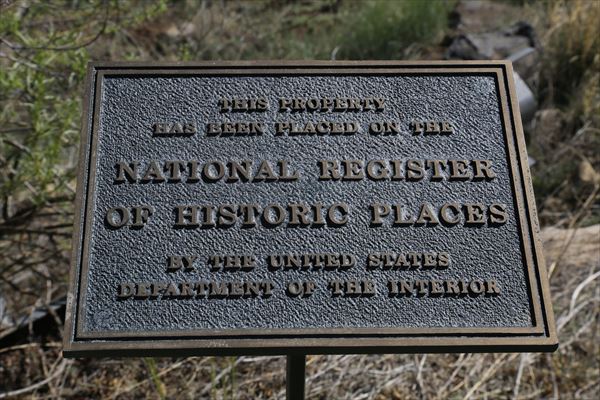 THIS PROPERTY
HAS BEEN PLACED ON THE
NATIONAL REGISTER
OF HISTORIC PLACES
BY THE UNITED STATES
DEPARTMENT OF THE INTERIOR